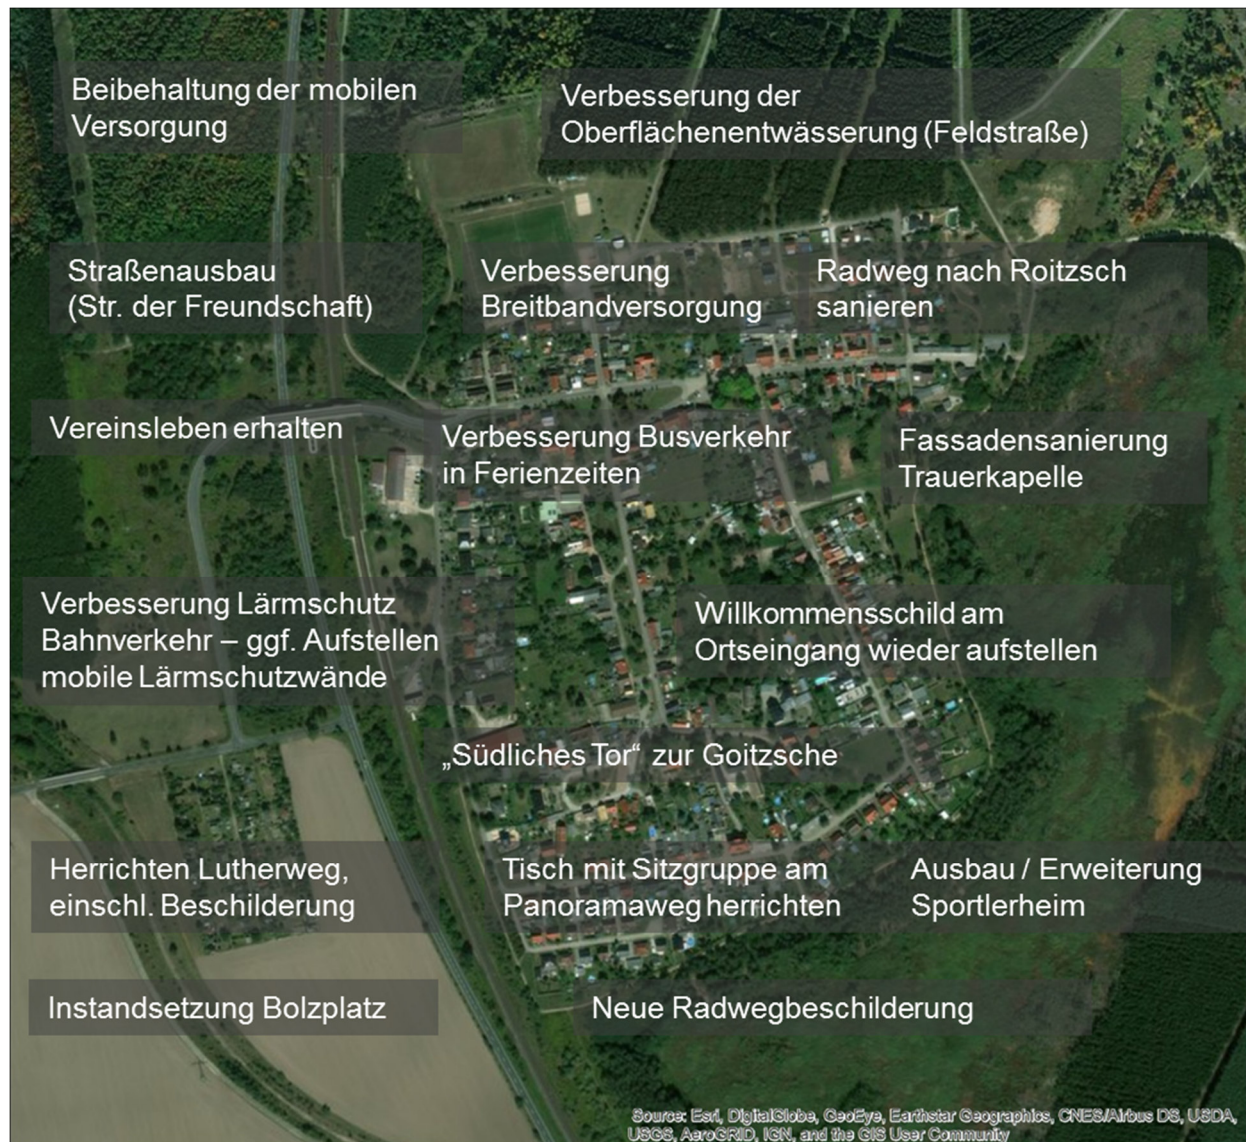 Beibehaltung der mobilen
Versorgung
Verbesserung der
Oberflächenentwässerung (Feldstraße)
Straßenausbau
(Str. der Freundschaft)
Verbesserung
Breitbandversorgung
Radweg nach Roitzsch
sanieren
Vereinsleben erhalten
Verbesserung Busverkehr
in Ferienzeiten
Fassadensanierung
Trauerkapelle
Verbesserung Lärmschutz
Bahnverkehr – ggf. Aufstellen
mobile Lärmschutzwände
Willkommensschild am
Ortseingang wieder aufstellen
„Südliches Tor“ zur Goitzsche
Herrichten Lutherweg,
einschl. Beschilderung
Tisch mit Sitzgruppe am
Panoramaweg herrichten
Ausbau / Erweiterung
Sportlerheim
Instandsetzung Bolzplatz
Neue Radwegbeschilderung
Source: Esri, DigitalGlobe, GeoEye, Earthstar Geographics, CNES/Airbus DS, USDA,
USGS, AeroGRID, IGN, and the GIS User Community